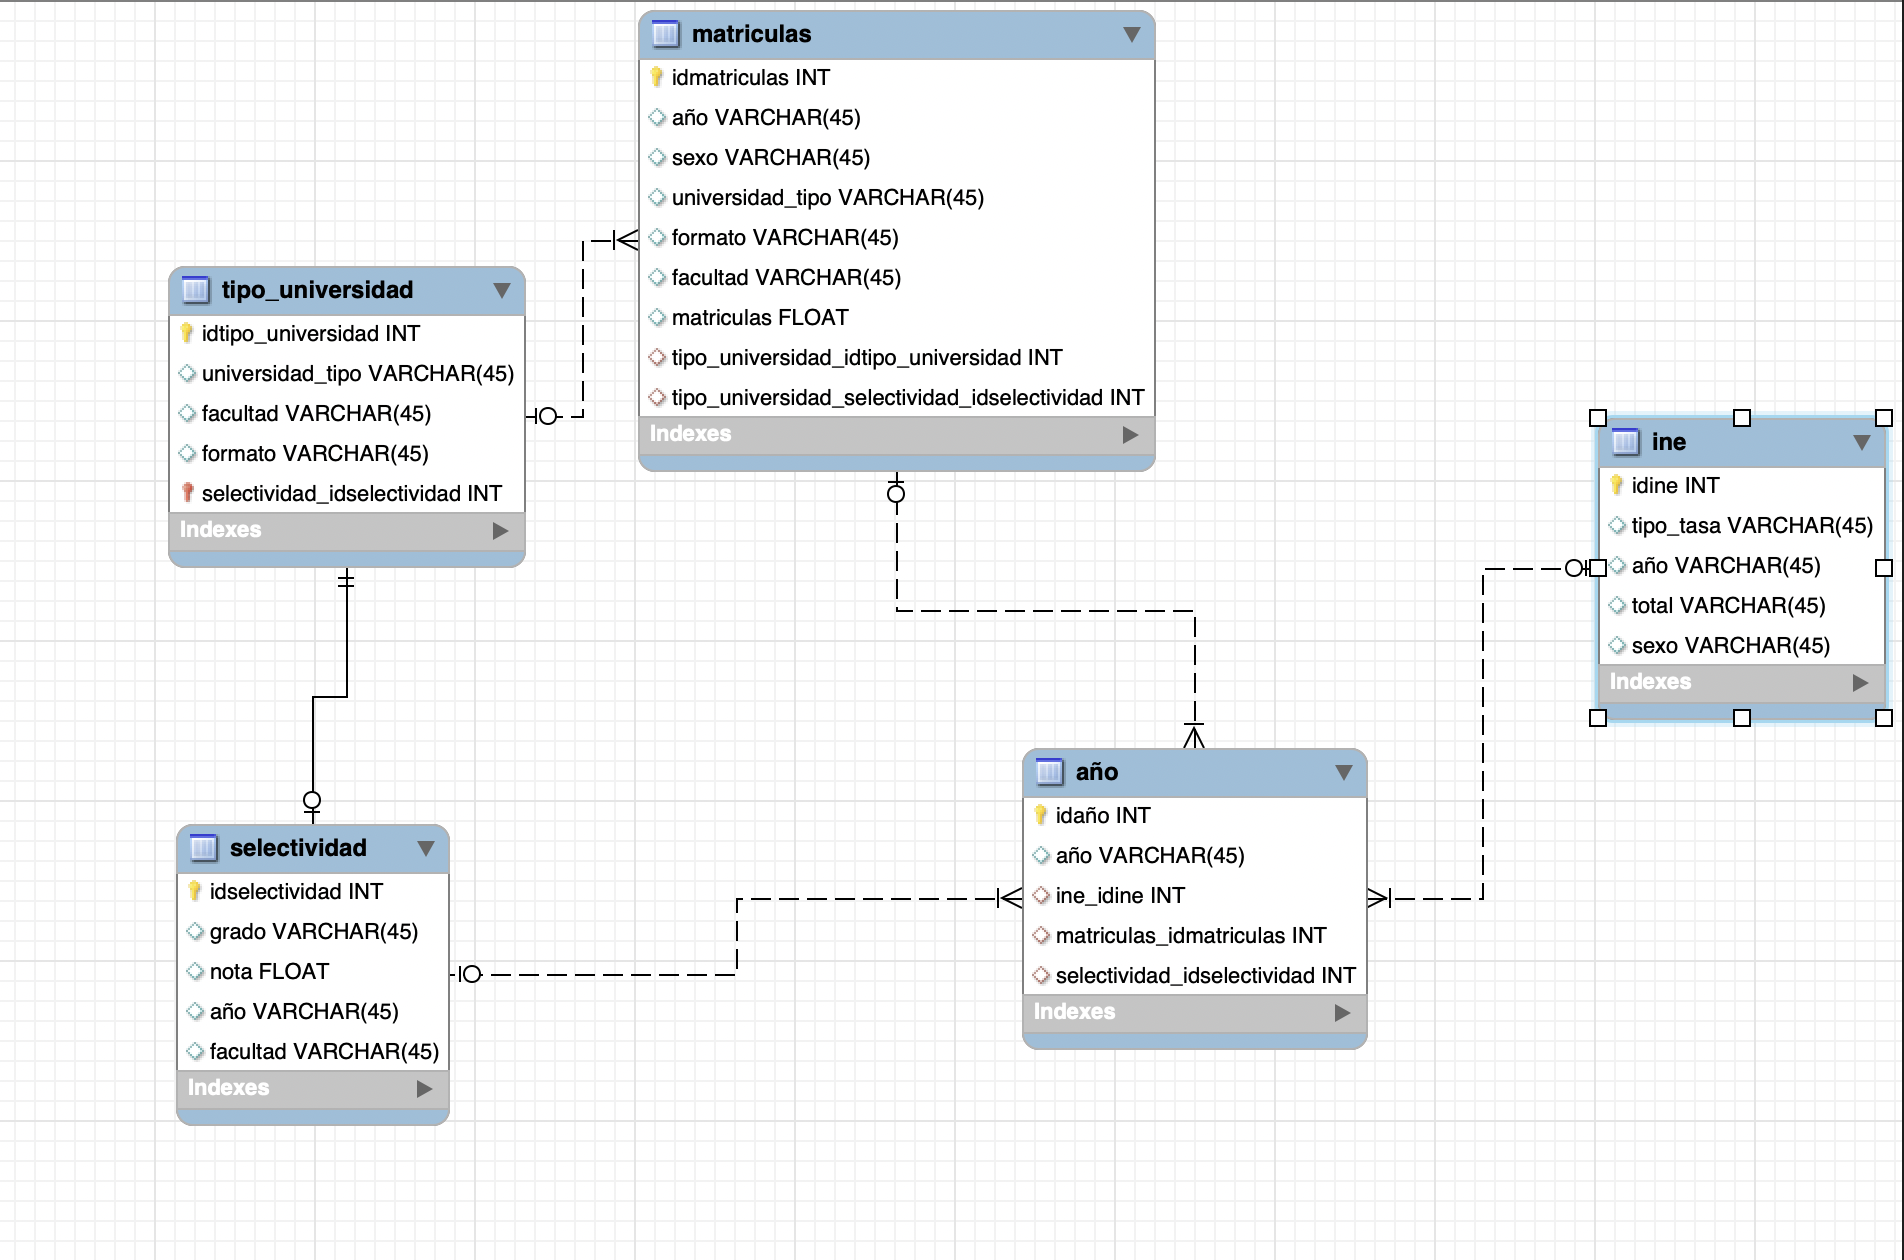 matriculas
idmatriculas INT
año VARCHAR(45)
sexo VARCHAR(45)
universidad_tipo VARCHAR(45)
formato VARCHAR(45)
facultad VARCHAR(45)
matriculas FLOAT
tipo_universidad_idtipo_universidad INT
tipo_universidad_selectividad_idselectividad INT
Indexes
tipo_universidad
idtipo_universidad INT
universidad_tipo VARCHAR(45)
facultad VARCHAR(45)
formato VARCHAR(45)
selectividad_idselectividad INT
Indexes
ine
idine INT
tipo_tasa VARCHAR(45)
año VARCHAR(45)
total VARCHAR(45)
sexo VARCHAR(45)
Indexes
año
idaño INT
año VARCHAR(45)
ine_idine INT
matriculas_idmatriculas INT
selectividad_idselectividad INT
Indexes
selectividad
idselectividad INT
grado VARCHAR(45)
nota FLOAT
año VARCHAR(45)
facultad VARCHAR(45)
Indexes